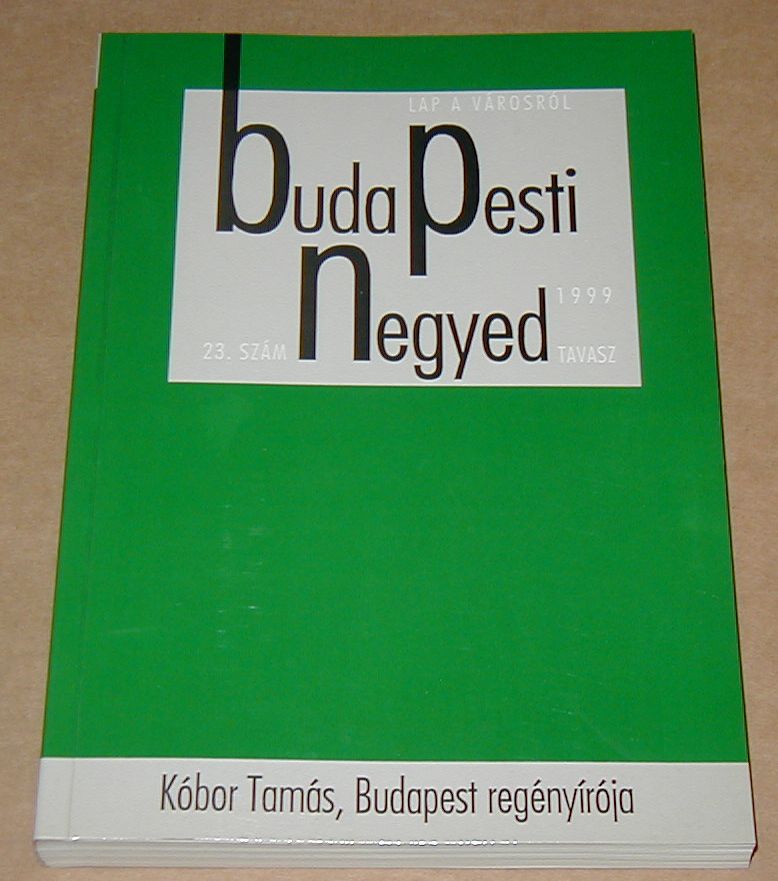 LAP A VÁROSRÓL
budapesti
negyed
1999
23. SZÁM
TAVASZ
Kóbor Tamás, Budapest regényírója